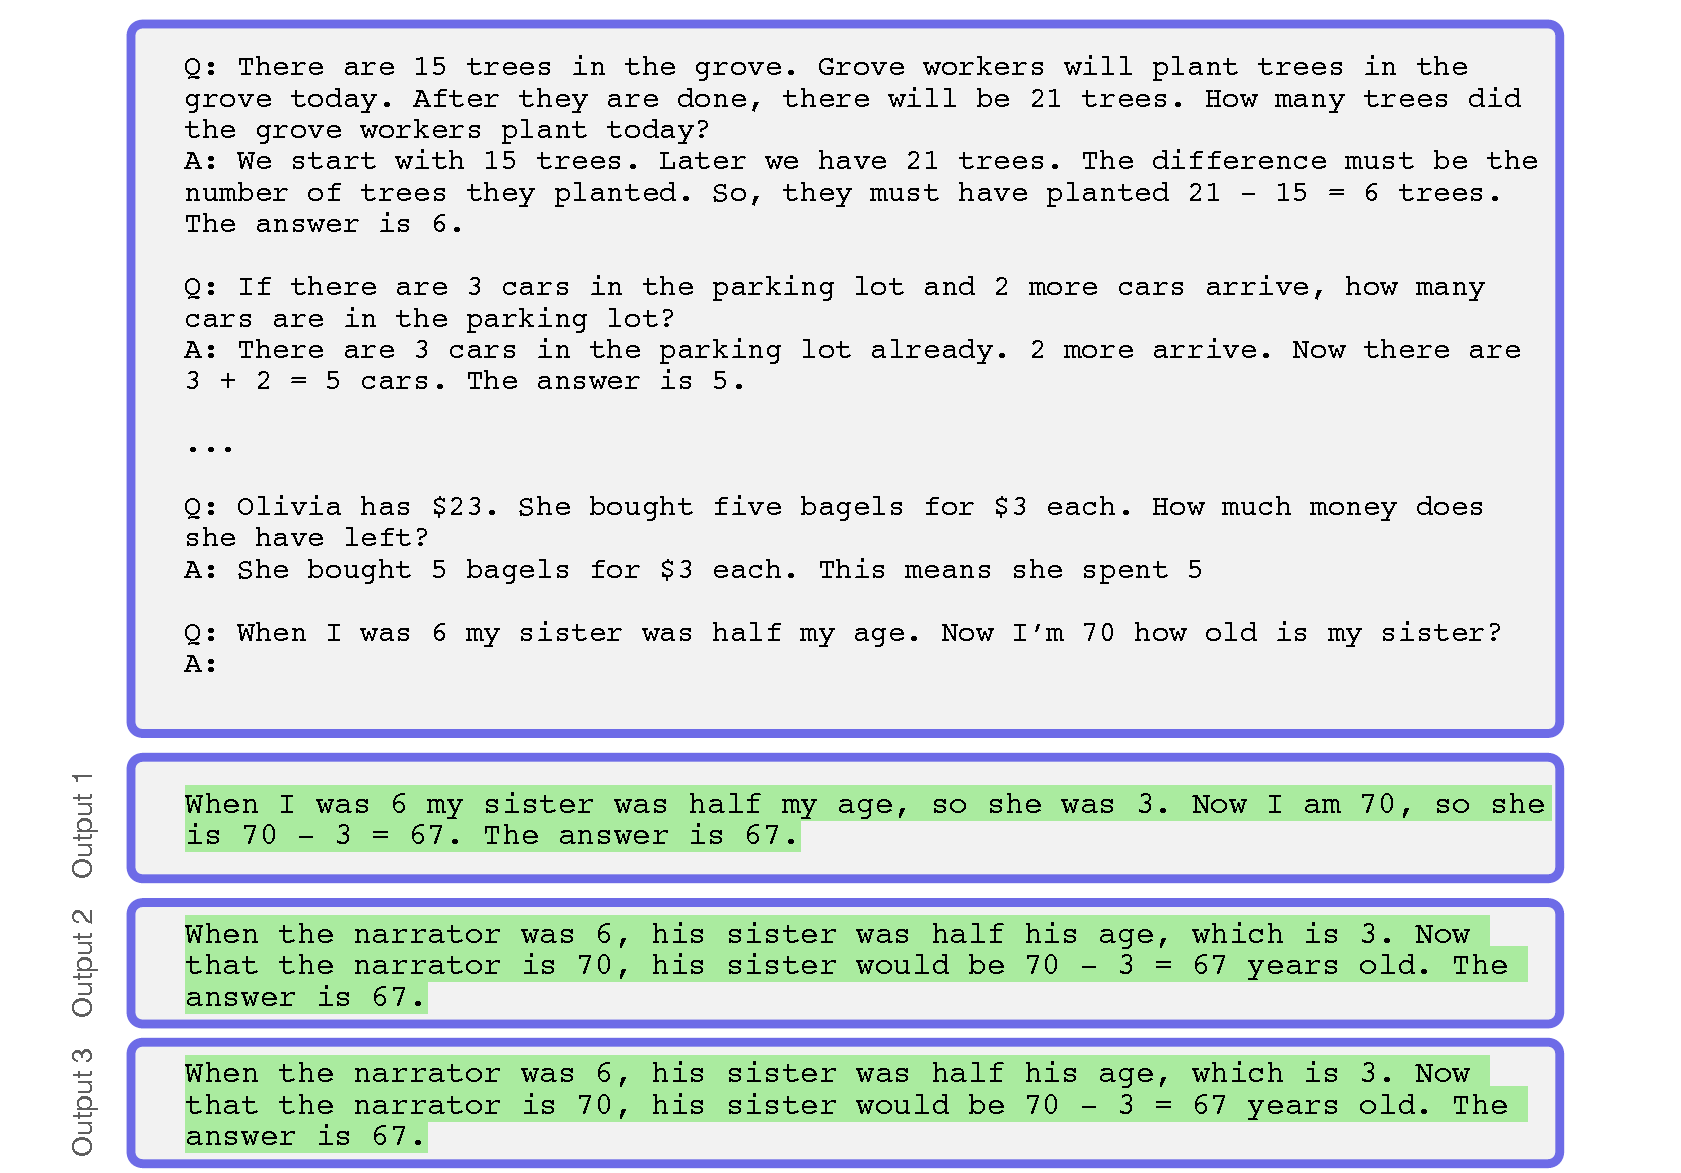 Q: There are 15 trees in the grove. Grove workers will plant trees in the
grove today. After they are done, there will be 21 trees. How many trees did
the grove workers plant today?
A: We start with 15 trees. Later we have 21 trees. The difference must be the
number of trees they planted. So, they must have planted 21 - 15 = 6 trees.
The answer is 6.
Q: If there are 3 cars in the parking lot and 2 more cars arrive, how many
cars are in the parking lot?
A: There are 3 cars in the parking lot already. 2 more arrive. Now there are
3 + 2 = 5 cars. The answer is 5.
...
Q: Olivia has $23. She bought five bagels for $3 each. How much money does
she have left?
A: She bought 5 bagels for $3 each. This means she spent 5
Q: When I was 6 my sister was half my age. Now I'm 70 how old is my sister?
A:
Output 1
When I was 6 my sister was half my age, so she was 3. Now I am 70, so she
is 70 - 3 = 67. The answer is 67.
Output 2
When the narrator was 6, his sister was half his age, which is 3. Now
that the narrator is 70, his sister would be 70 - 3 = 67 years old. The
answer is 67.
Output 3
When the narrator was 6, his sister was half his age, which is 3. Now
that the narrator is 70, his sister would be 70 - 3 = 67 years old. The
answer is 67.